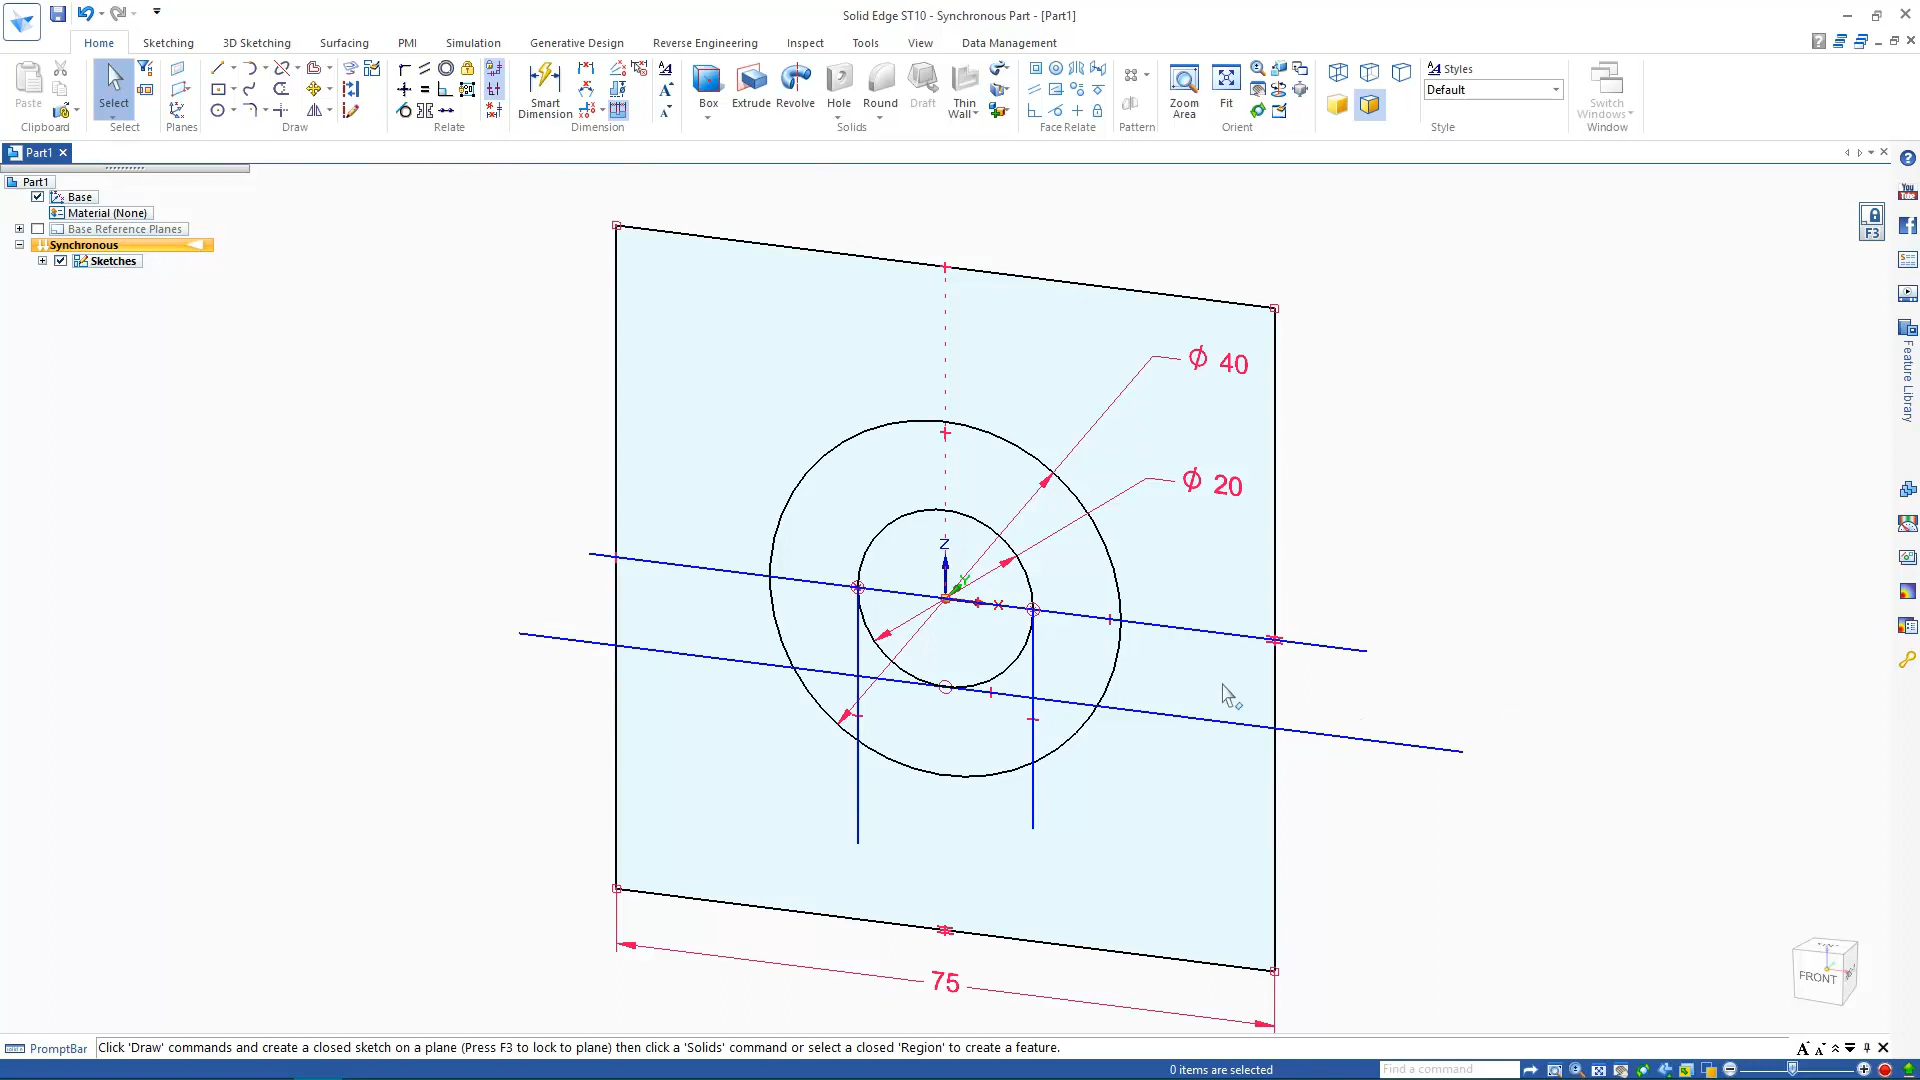 Solid Edge ST10 - Synchronous Part - [Part1]
Home Sketching 3D Sketching Surfacing PMI Simulation Generative Design Reverse Engineering Inspect Tools View Data Management
Paste
Clipboard
Select
Select
Planes
Draw
Relate
Smart
Dimension
Dimension
Box Extrude Revolve Hole Round Draft Thin
Wall
Solids
Face Relate
Pattern
Zoom
Area
Fit
Orient
Styles
Default
Style
Switch
Windows
Window
Part1
Part1
Base
Material (None)
Base Reference Planes
Synchronous
Sketches
F3
You
Tube
Feature Library
ϕ 40
ϕ 20
Z
Y
X
75
FRONT
PromptBar
Click 'Draw' commands and create a closed sketch on a plane (Press F3 to lock to plane) then click a 'Solids' command or select a closed 'Region' to create a feature.
0 items are selected
Find a command